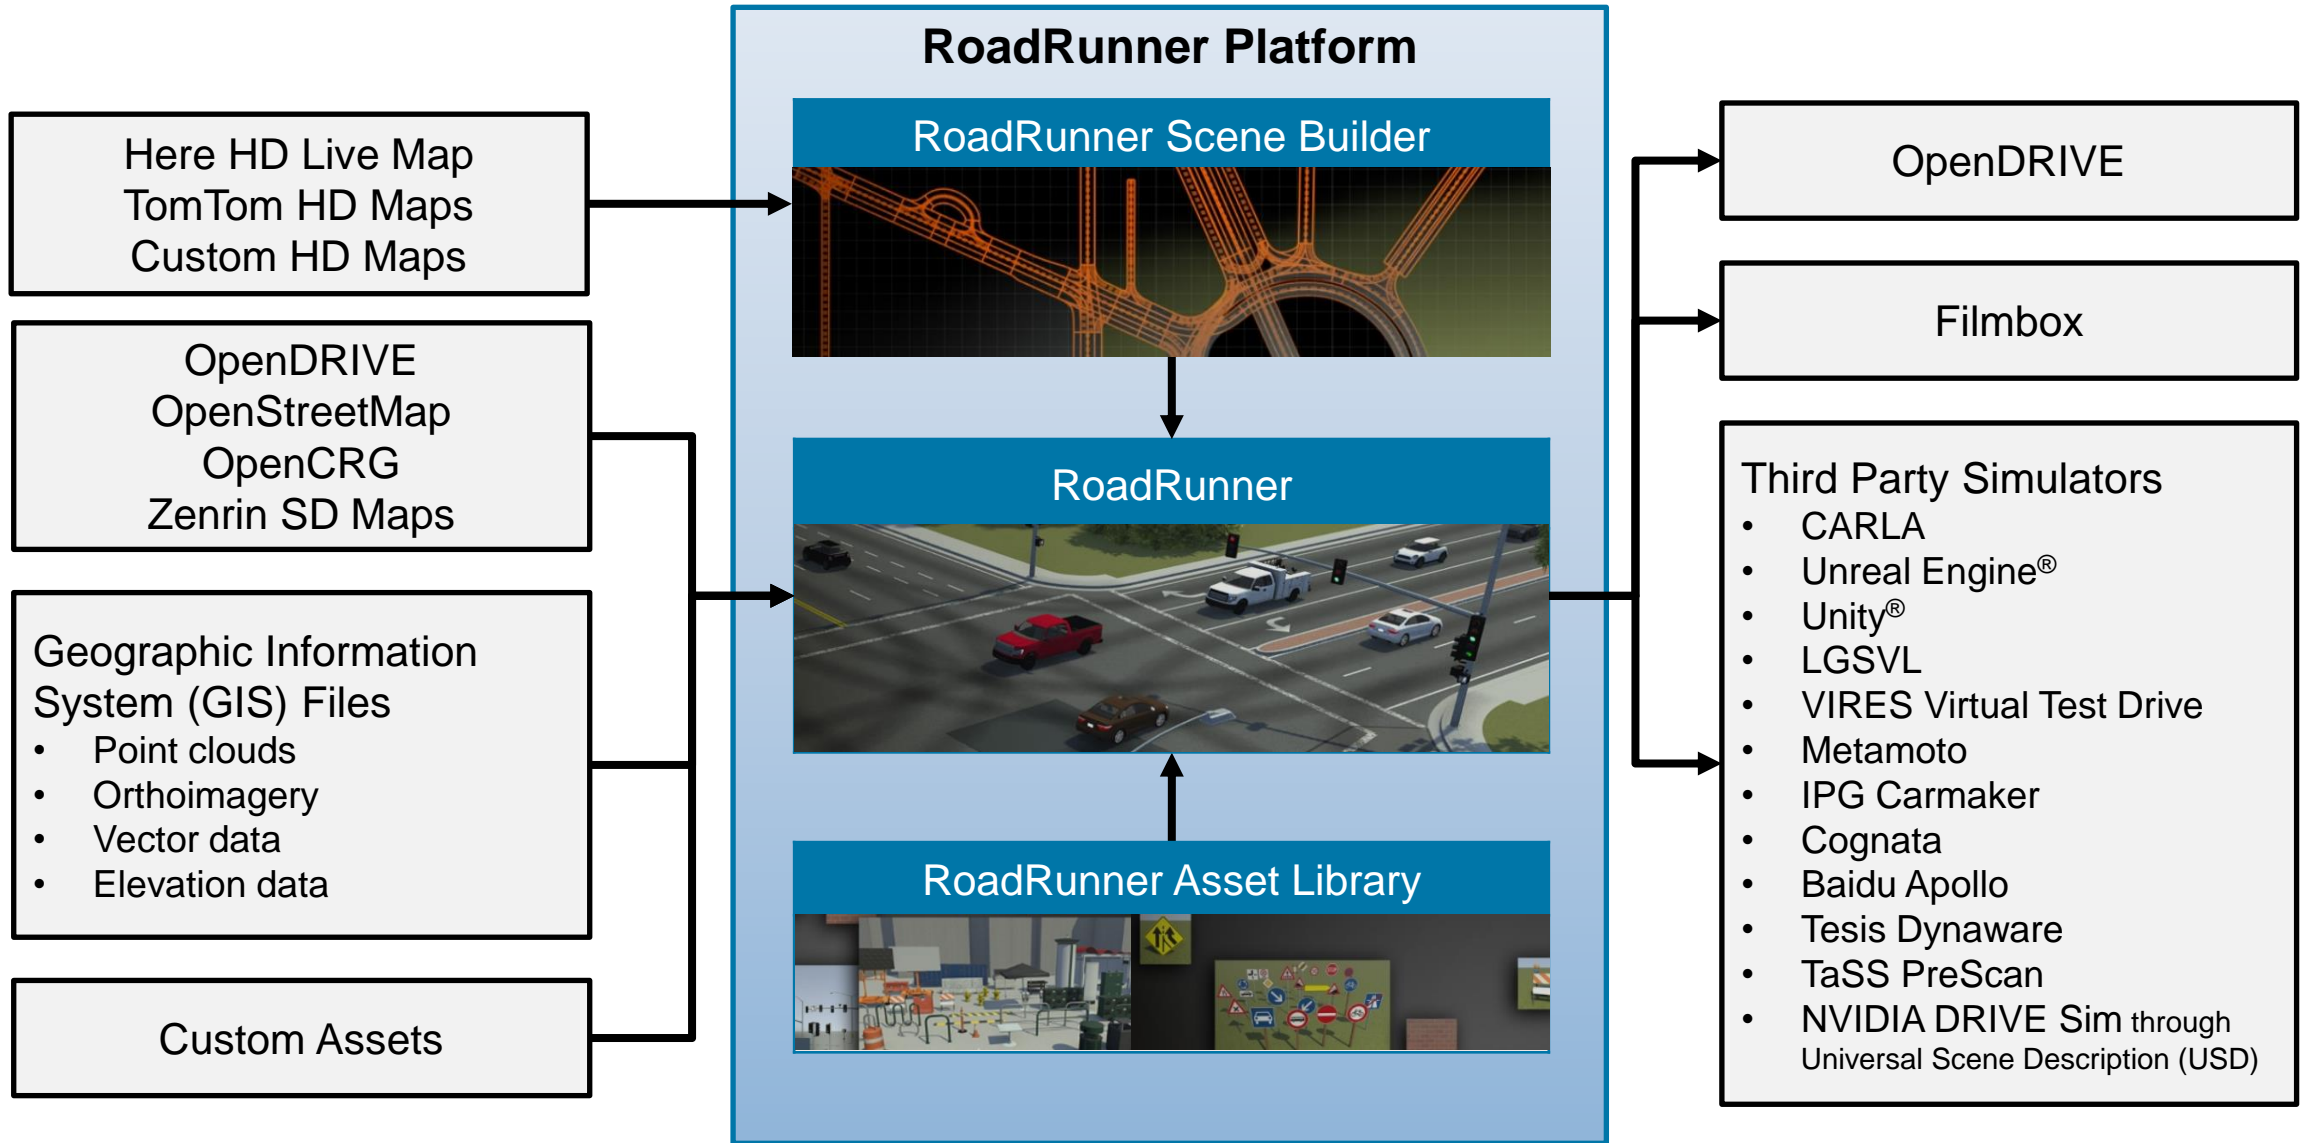 RoadRunner Platform
Here HD Live Map
TomTom HD Maps
Custom HD Maps
OpenDRIVE
OpenStreetMap
OpenCRG
Zenrin SD Maps
Geographic Information
System (GIS) Files
• Point clouds
• Orthoimagery
• Vector data
• Elevation data
Custom Assets
RoadRunner Scene Builder
RoadRunner
RoadRunner Asset Library
OpenDRIVE
Filmbox
Third Party Simulators
• CARLA
• Unreal Engine®
• Unity®
• LGSVL
• VIRES Virtual Test Drive
• Metamoto
• IPG Carmaker
• Cognata
• Baidu Apollo
• Tesis Dynaware
• TaSS PreScan
• NVIDIA DRIVE Sim through
Universal Scene Description (USD)